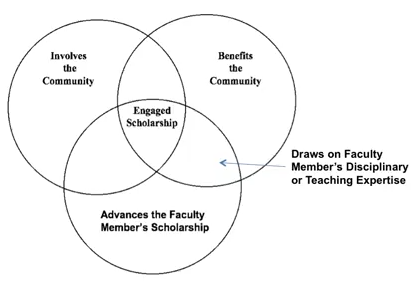 Involves
the
Community
Benefits
the
Community
Engaged
Scholarship
Draws on Faculty
Member's Disciplinary
or Teaching Expertise
Advances the Faculty
Member's Scholarship